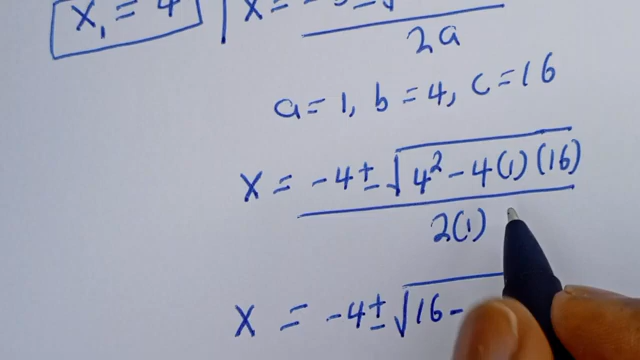 X₁ = 4
X =
2a
a = 1, b = 4, c = 16
X = -4 ± √4² - 4(1)(16)
2(1)
X = -4 ± √16 -